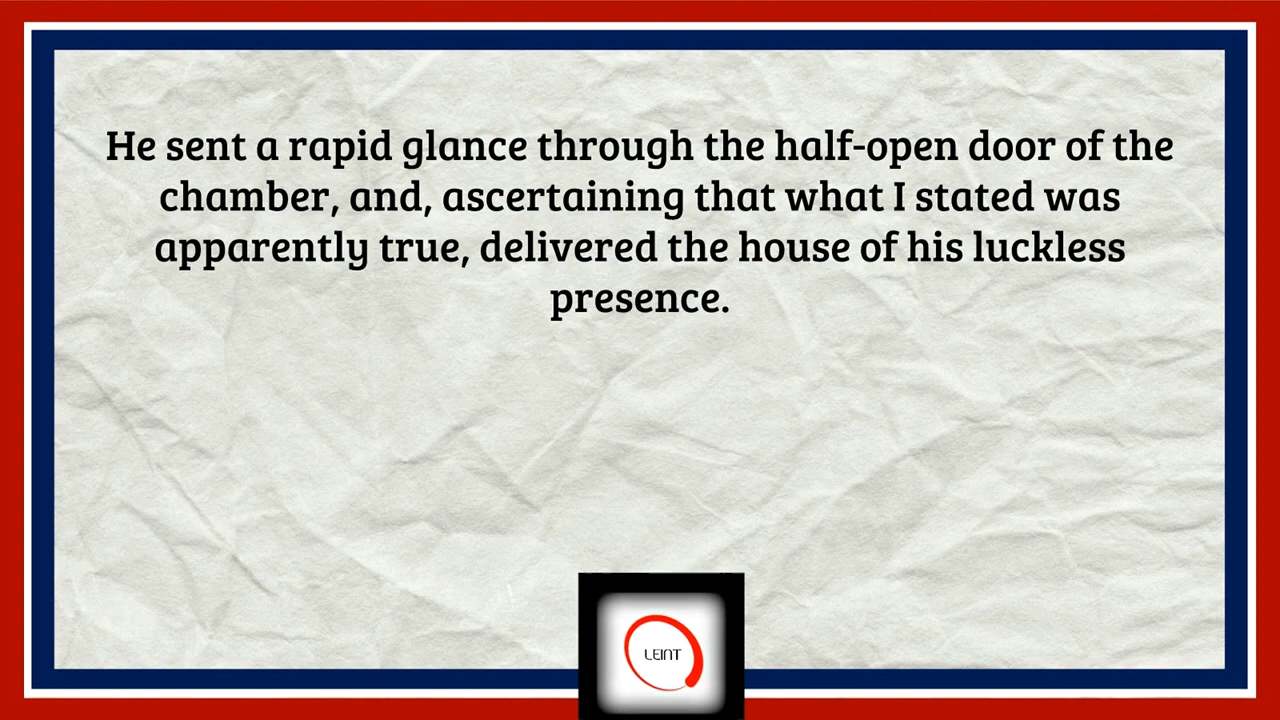 He sent a rapid glance through the half-open door of the
chamber, and, ascertaining that what I stated was
apparently true, delivered the house of his luckless
presence.
LEINT